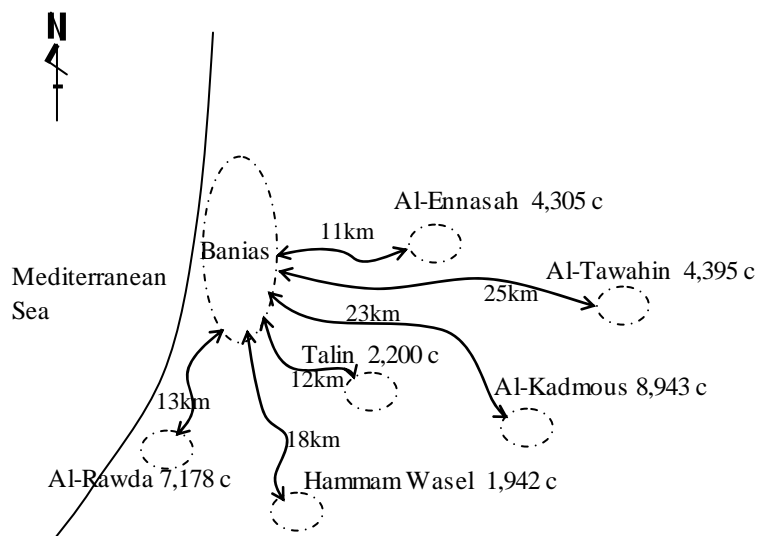 N
Al-Ennasah 4,305 c
11km
Banias
Al-Tawahin 4,395 c
Mediterranean
Sea
25km
23km
Talin 2,200 c
12km
Al-Kadmous 8,943 c
13km
18km
Al-Rawda 7,178 c
Hammam Wasel 1,942 c